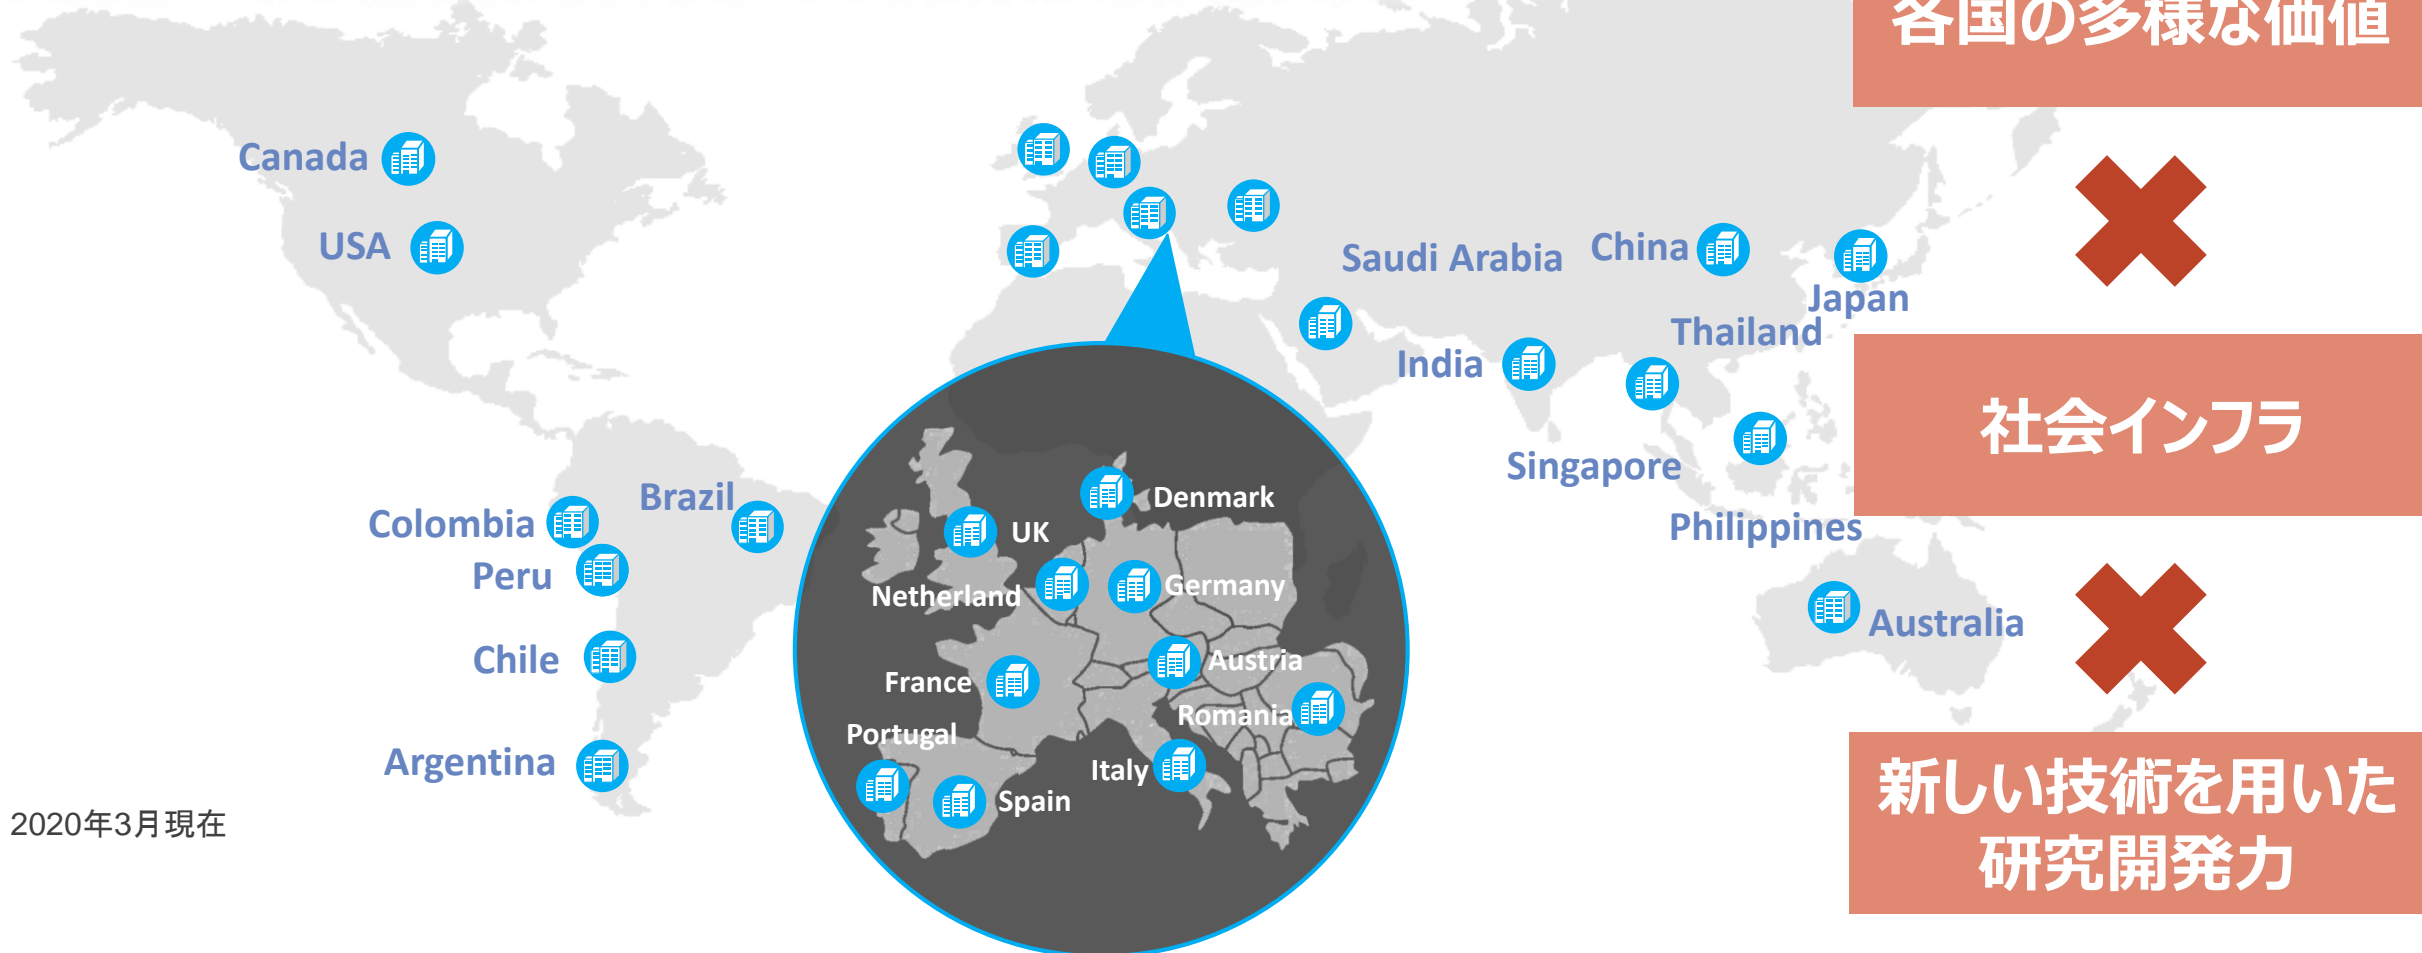 各国の多様な価値
Canada
USA
Saudi Arabia
China
Japan
Thailand
India
社会インフラ
Singapore
Brazil
Colombia
Philippines
Peru
Denmark
UK
Netherland
Germany
Australia
Chile
Austria
France
Romania
Portugal
Argentina
Italy
Spain
新しい技術を用いた
研究開発力
2020年3月現在